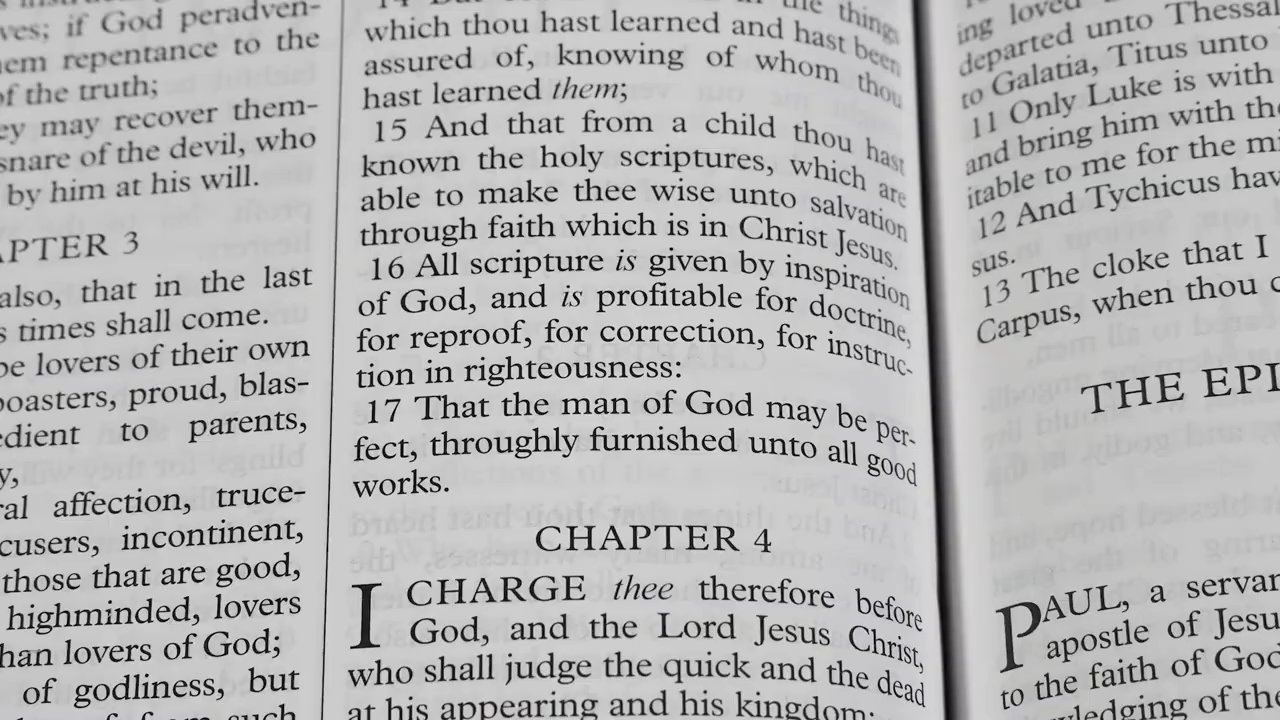 ves; if God peradven-
em repentance to the
of the truth;
ey may recover them-
snare of the devil, who
by him at his will.
APTER 3
also, that in the last
s times shall come.
be lovers of their own
boasters, proud, blas-
edient to parents,
y,
ral affection, truce-
cusers, incontinent,
those that are good,
highminded, lovers
han lovers of God;
of godliness, but
such
the things
which thou hast learned and hast been
assured of, knowing of whom thou
hast learned them;
15 And that from a child thou hast
known the holy scriptures, which are
able to make thee wise unto salvation
through faith which is in Christ Jesus.
16 All scripture is given by inspiration
of God, and is profitable for doctrine,
for reproof, for correction, for instruc-
tion in righteousness:
17 That the man of God may be per-
fect, throughly furnished unto all good
works.
CHAPTER 4
I CHARGE thee therefore before
God, and the Lord Jesus Christ,
who shall judge the quick and the dead
at his appearing and his kingdom;
ing loved
departed unto Thessal
to Galatia, Titus unto
11 Only Luke is with
and bring him with the
itable to me for the mi
12 And Tychicus hav
sus.
13 The cloke that I
Carpus, when thou c
THE EPI
PAUL, a servan
apostle of Jesu
to the faith of God
wledging of the